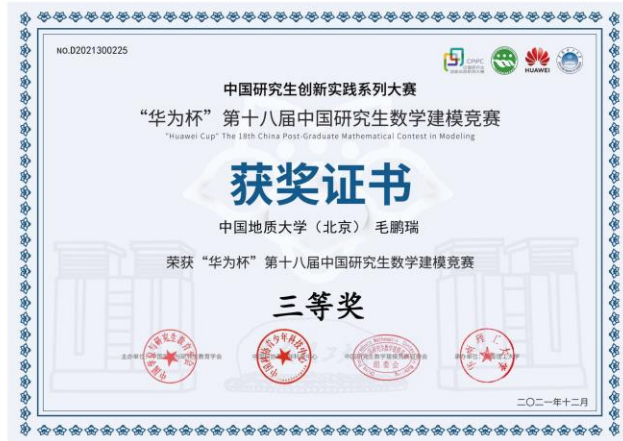 NO.D2021300225
CPIPC
HUAWEI
中国研究生创新实践系列大赛
“华为杯”第十八届中国研究生数学建模竞赛
"Huawei Cup" The 18th China Post-Graduate Mathematical Contest in Modeling
获奖证书
中国地质大学（北京） 毛鹏瑞
荣获“华为杯”第十八届中国研究生数学建模竞赛
三等奖
二〇二一年十二月